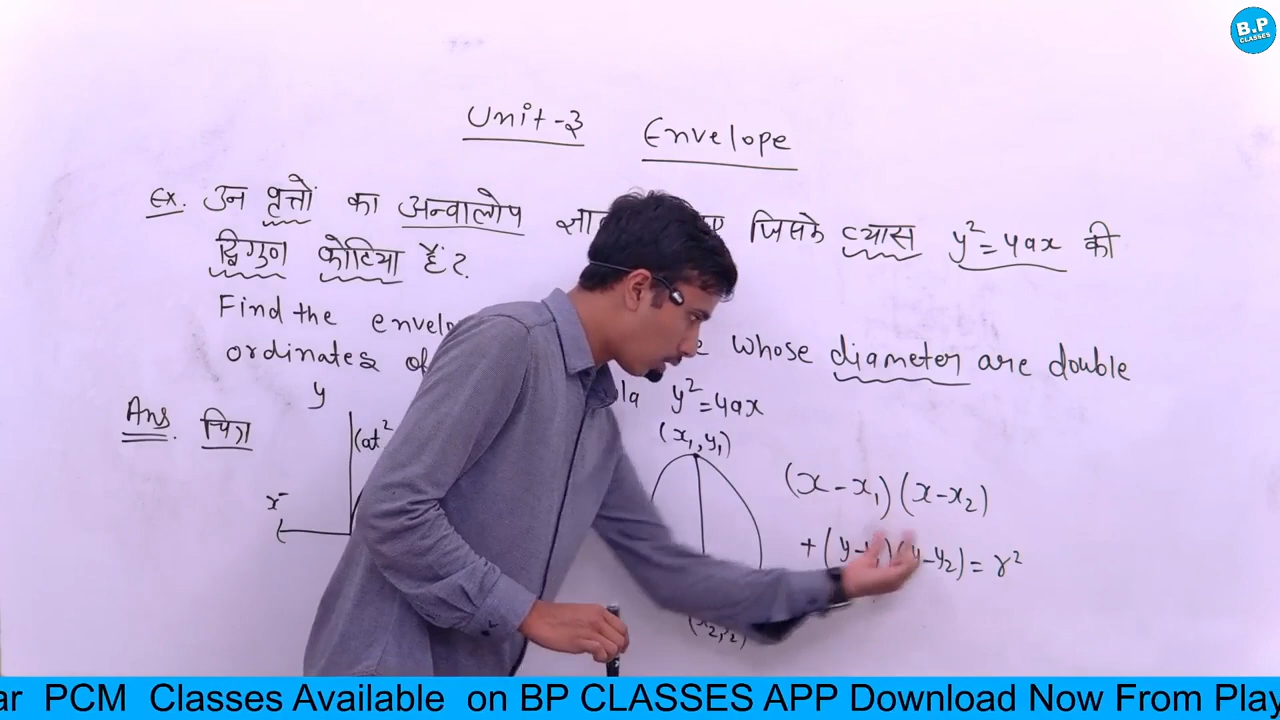 B.P
CLASSES
Unit-3 Envelope
Ex. उन वृत्तों का अन्वालोप जिसके व्यास y²=4ax की
द्विगुण कोटिया हैं?
Find the whose diameter are double
ordinates of y²=4ax
Ans. चित्र
y
(at²
x⁻
(x₁,y₁)
(x-x₁)(x-x₂)
+(y-y₁)(y-y₂)=r²
PCM Classes Available on BP CLASSES APP Download Now From